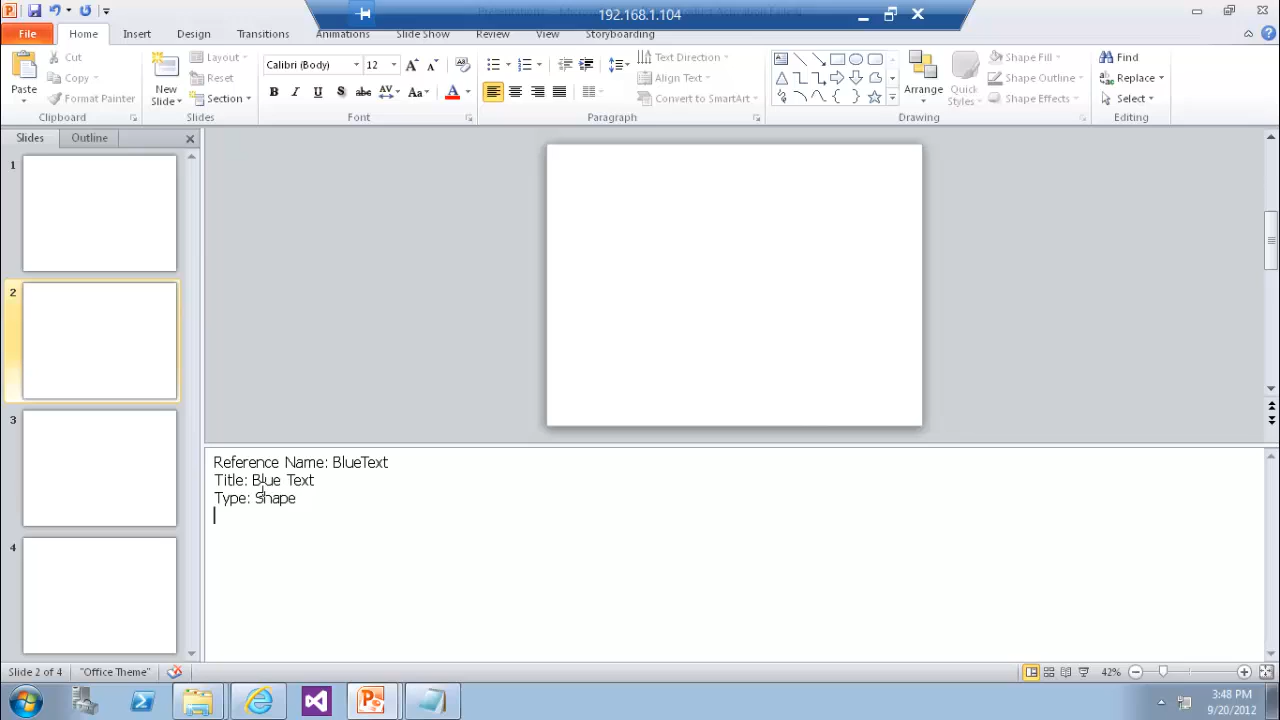 192.168.1.104
File Home Insert Design Transitions Animations Slide Show Review View Storyboarding
Paste
Cut
Copy
Format Painter
Clipboard
New Slide
Layout
Reset
Section
Slides
Calibri (Body) 12
B I U S abc AV Aa A
Font
Text Direction
Align Text
Convert to SmartArt
Paragraph
Arrange
Quick Styles
Shape Fill
Shape Outline
Shape Effects
Drawing
Find
Replace
Select
Editing
Slides Outline
1
2
3
4
Reference Name: BlueText
Title: Blue Text
Type: Shape
Slide 2 of 4 "Office Theme" 42%
3:48 PM
9/20/2012